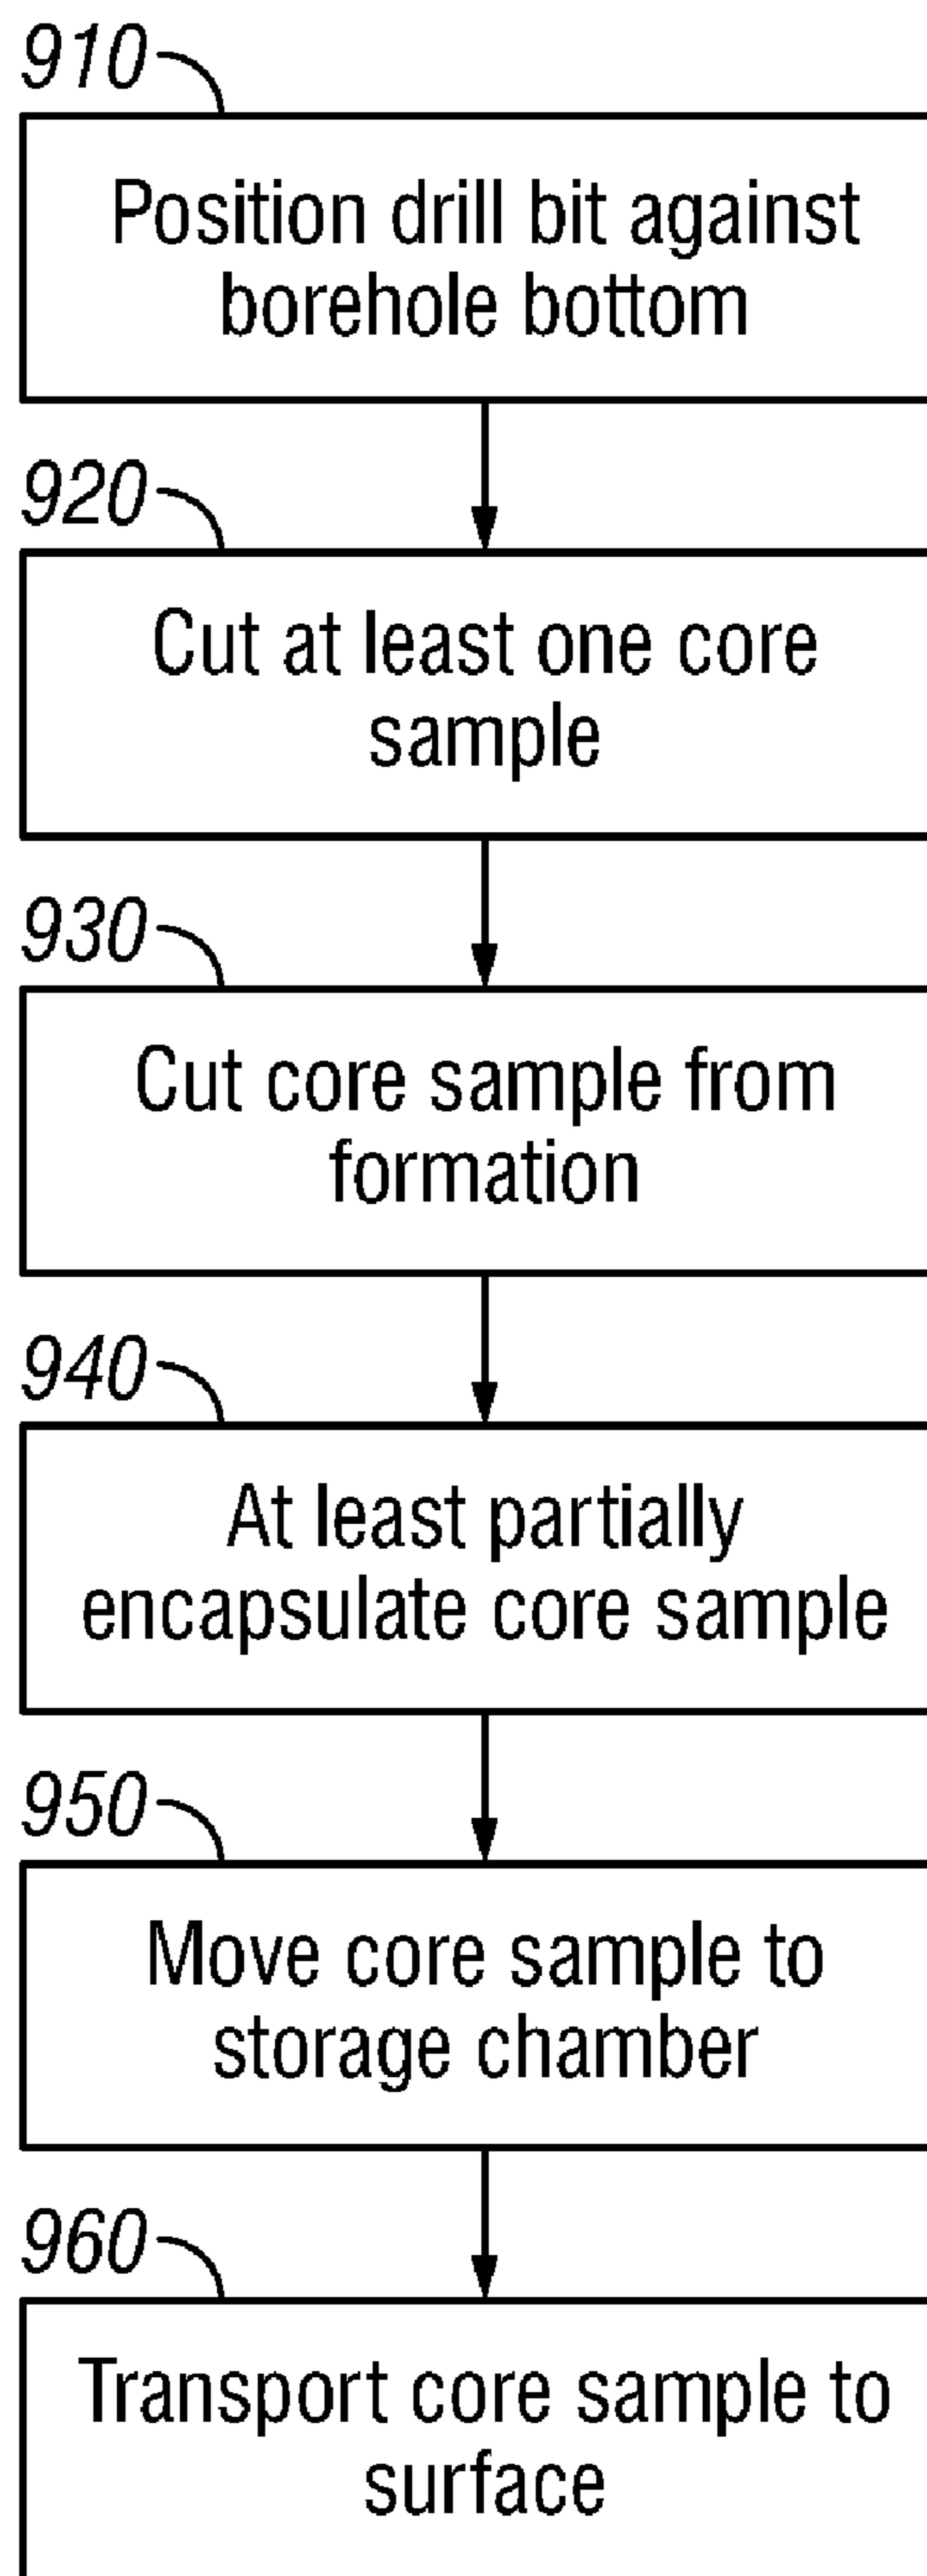 910
Position drill bit against
borehole bottom
920
Cut at least one core
sample
930
Cut core sample from
formation
940
At least partially
encapsulate core sample
950
Move core sample to
storage chamber
960
Transport core sample to
surface